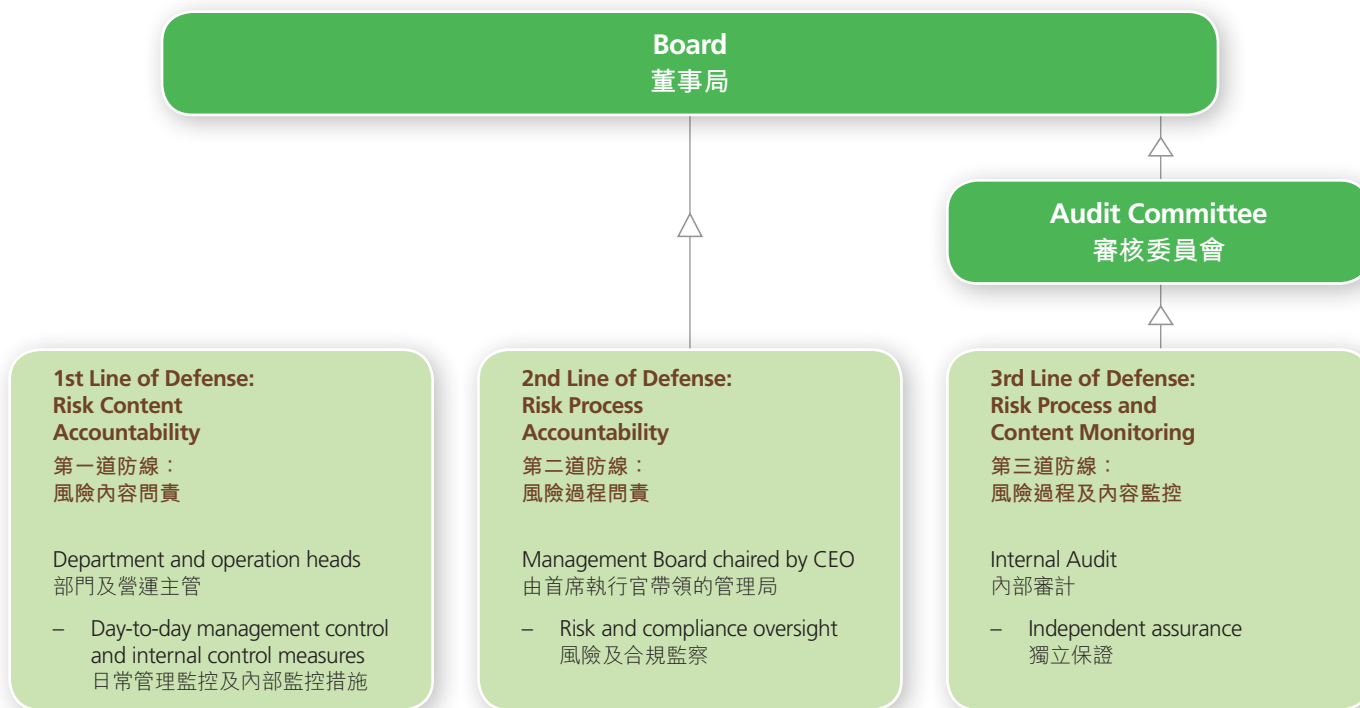 Board
董事局
Audit Committee
審核委員會
1st Line of Defense:
Risk Content
Accountability
第一道防線：
風險內容問責
Department and operation heads
部門及營運主管
– Day-to-day management control
and internal control measures
日常管理監控及內部監控措施
2nd Line of Defense:
Risk Process
Accountability
第二道防線：
風險過程問責
Management Board chaired by CEO
由首席執行官帶領的管理局
– Risk and compliance oversight
風險及合規監察
3rd Line of Defense:
Risk Process and
Content Monitoring
第三道防線：
風險過程及內容監控
Internal Audit
內部審計
– Independent assurance
獨立保證